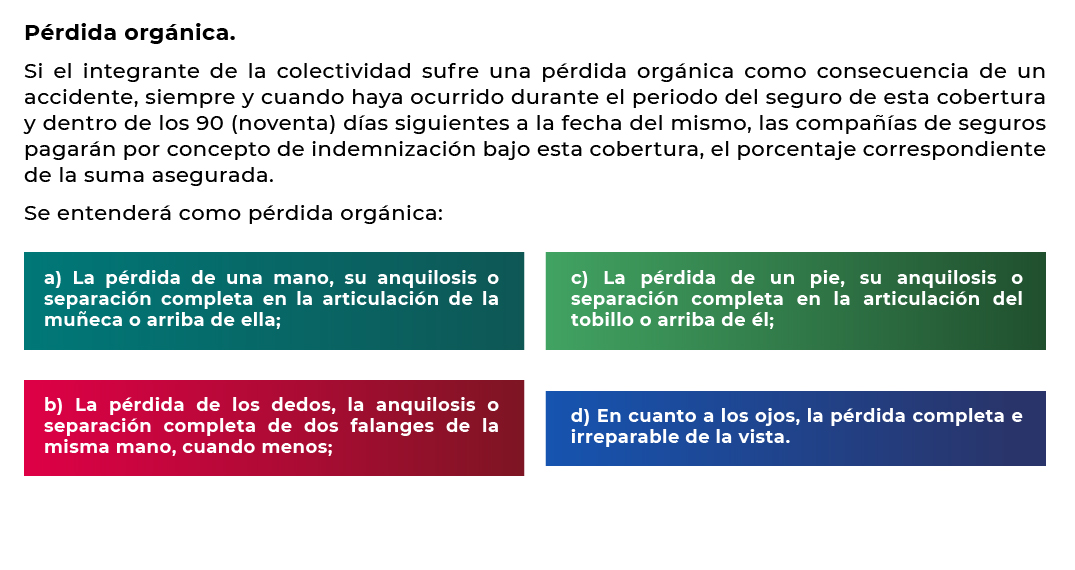 Pérdida orgánica.
Si el integrante de la colectividad sufre una pérdida orgánica como consecuencia de un
accidente, siempre y cuando haya ocurrido durante el periodo del seguro de esta cobertura
y dentro de los 90 (noventa) días siguientes a la fecha del mismo, las compañías de seguros
pagarán por concepto de indemnización bajo esta cobertura, el porcentaje correspondiente
de la suma asegurada.
Se entenderá como pérdida orgánica:
a) La pérdida de una mano, su anquilosis o
separación completa en la articulación de la
muñeca o arriba de ella;
b) La pérdida de los dedos, la anquilosis o
separación completa de dos falanges de la
misma mano, cuando menos;
c) La pérdida de un pie, su anquilosis o
separación completa en la articulación del
tobillo o arriba de él;
d) En cuanto a los ojos, la pérdida completa e
irreparable de la vista.